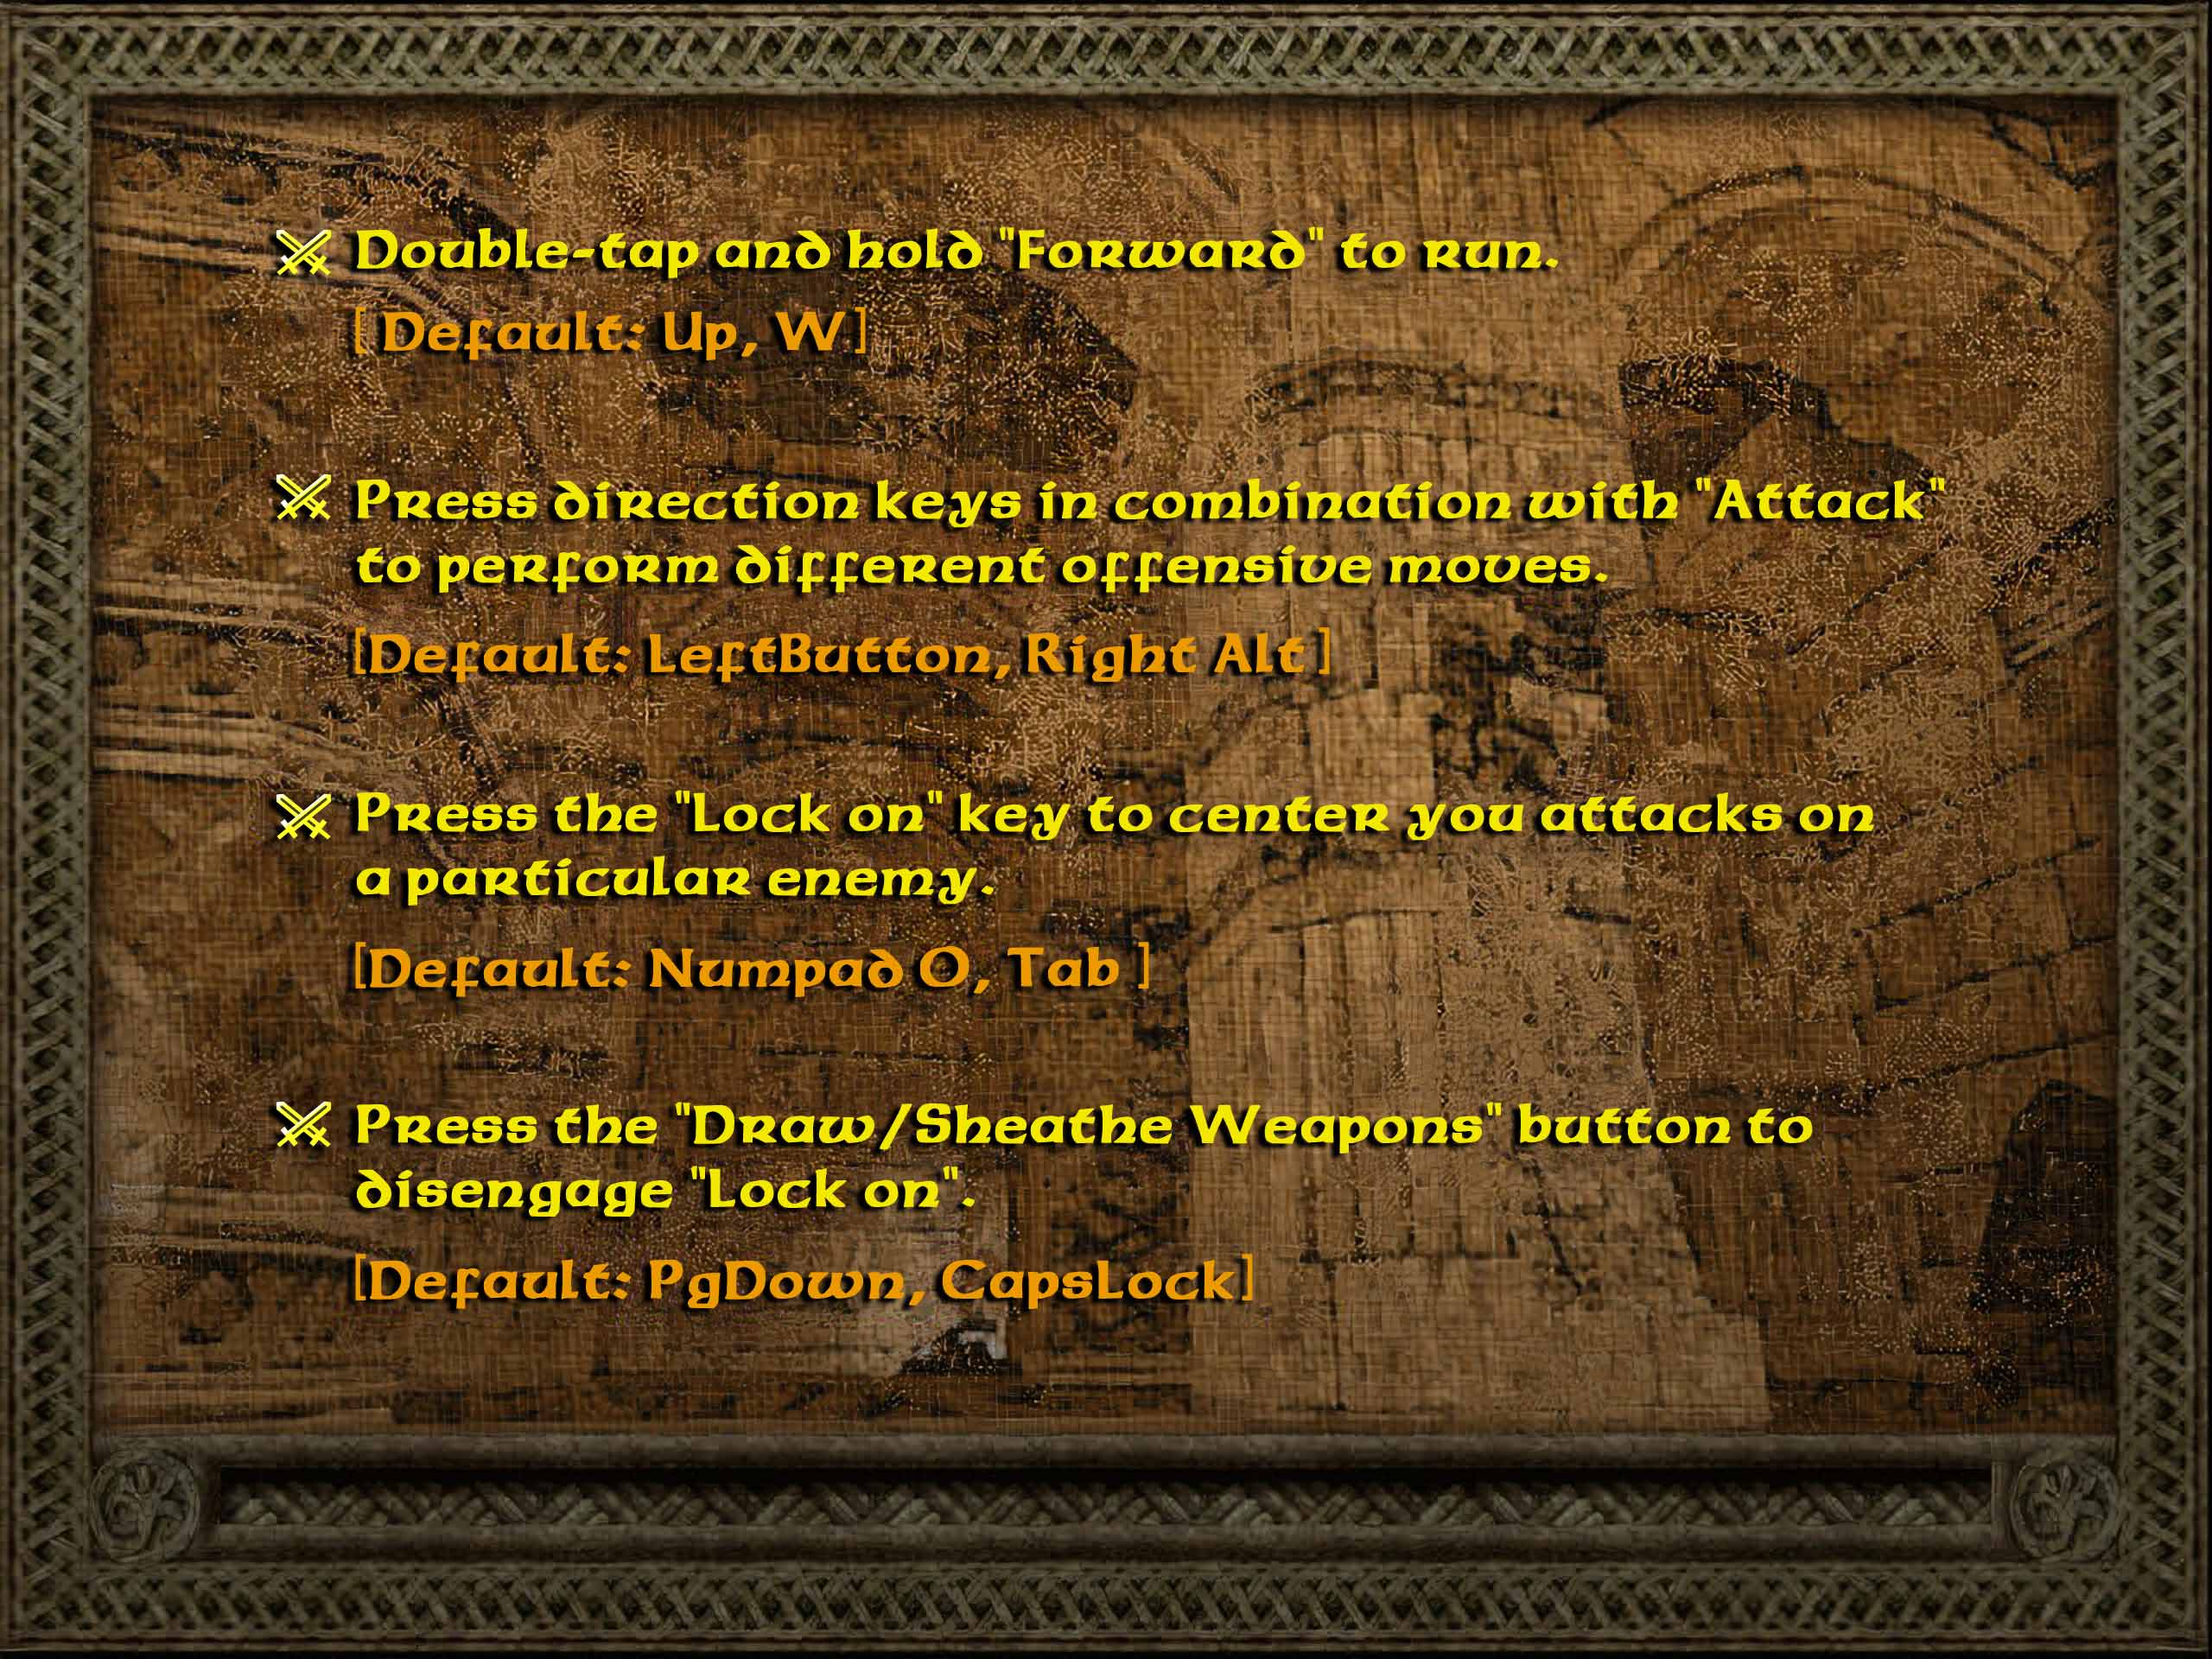 Double-tap and hold "Forward" to run.
[ Default: Up, W]
Press direction keys in combination with "Attack"
to perform different offensive moves.
[Default: LeftButton, Right Alt ]
Press the "Lock on" key to center you attacks on
a particular enemy.
[Default: Numpad 0, Tab ]
Press the "Draw/Sheathe Weapons" button to
disengage "Lock on".
[Default: PgDown, CapsLock]